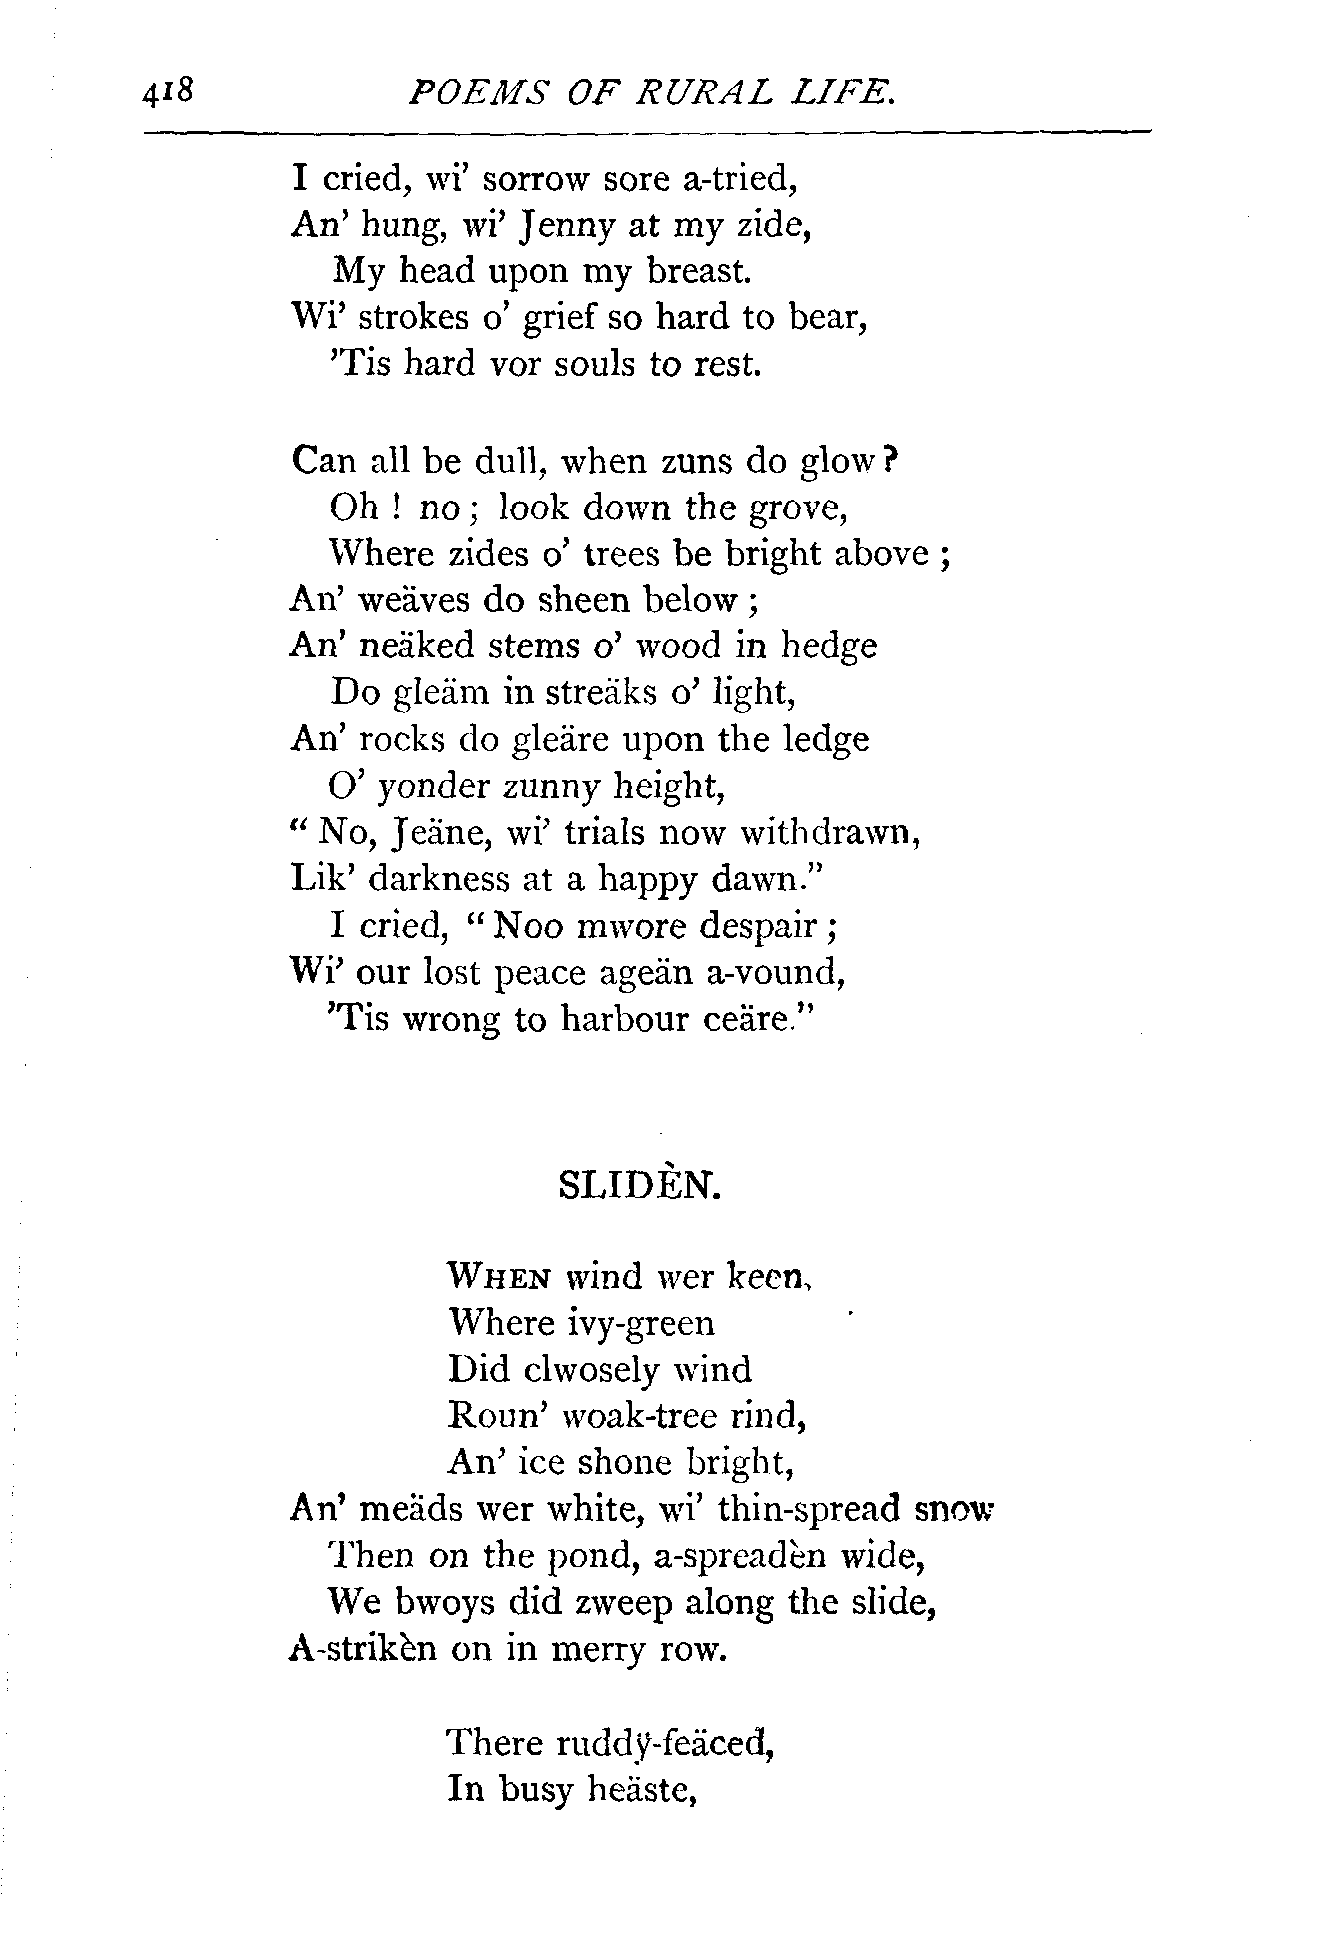 418 POEMS OF RURAL LIFE.
I cried, wi' sorrow sore a-tried,
An' hung, wi' Jenny at my zide,
My head upon my breast.
Wi' strokes o' grief so hard to bear,
'Tis hard vor souls to rest.
Can all be dull, when zuns do glow?
Oh! no; look down the grove,
Where zides o' trees be bright above;
An' weäves do sheen below;
An' neäked stems o' wood in hedge
Do gleäm in streäks o' light,
An' rocks do gleäre upon the ledge
O' yonder zunny height,
"No, Jeäne, wi' trials now withdrawn,
Lik' darkness at a happy dawn."
I cried, "Noo mwore despair;
Wi' our lost peace ageän a-vound,
'Tis wrong to harbour ceäre."
SLIDÈN.
WHEN wind wer keen,
Where ivy-green
Did clwosely wind
Roun' woak-tree rind,
An' ice shone bright,
An' meäds wer white, wi' thin-spread snow
Then on the pond, a-spreadèn wide,
We bwoys did zweep along the slide,
A-strikèn on in merry row.
There ruddy-feäced,
In busy heäste,